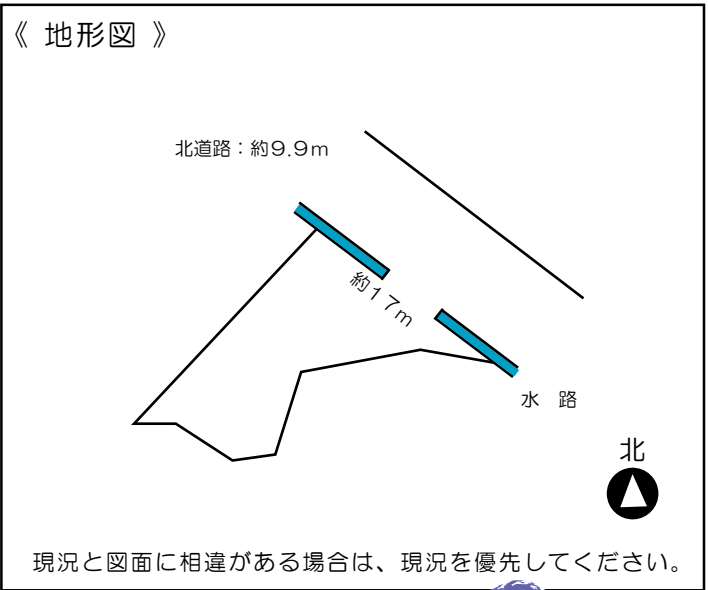 《 地形図 》
北道路：約9.9m
約17m
水 路
北
現況と図面に相違がある場合は、現況を優先してください。